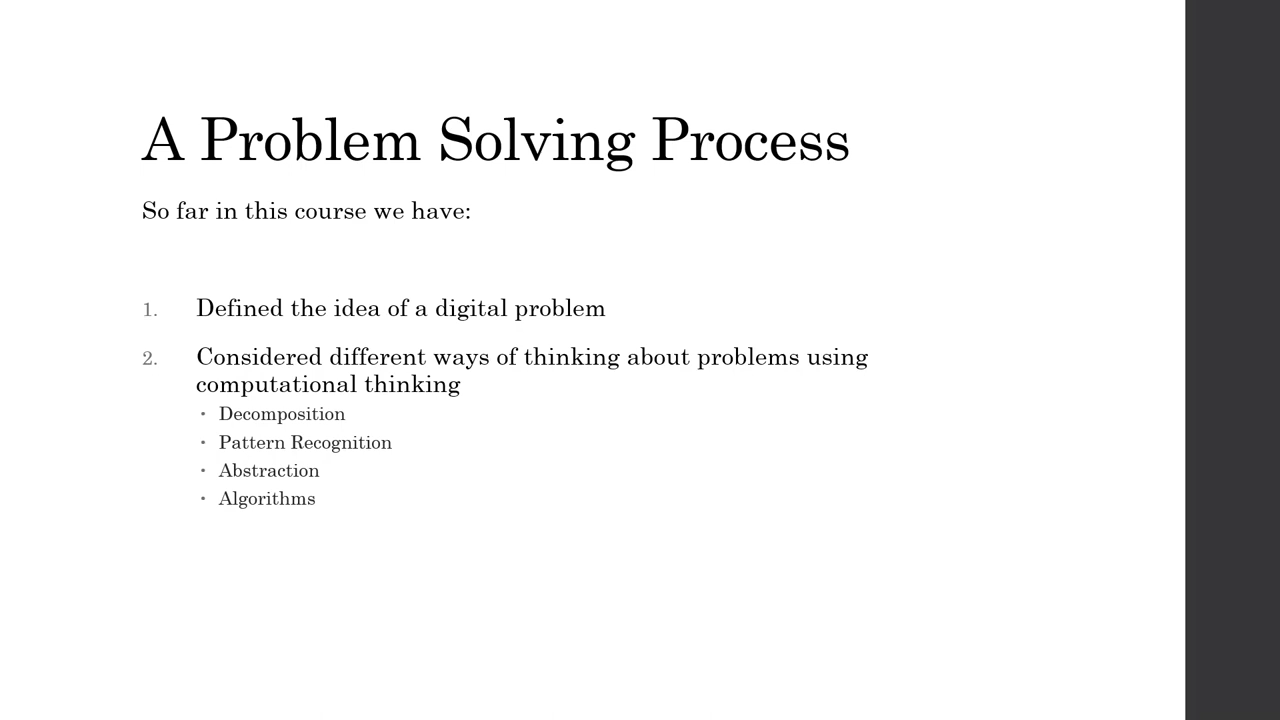 A Problem Solving Process
So far in this course we have:
1. Defined the idea of a digital problem
2. Considered different ways of thinking about problems using
computational thinking
• Decomposition
• Pattern Recognition
• Abstraction
• Algorithms